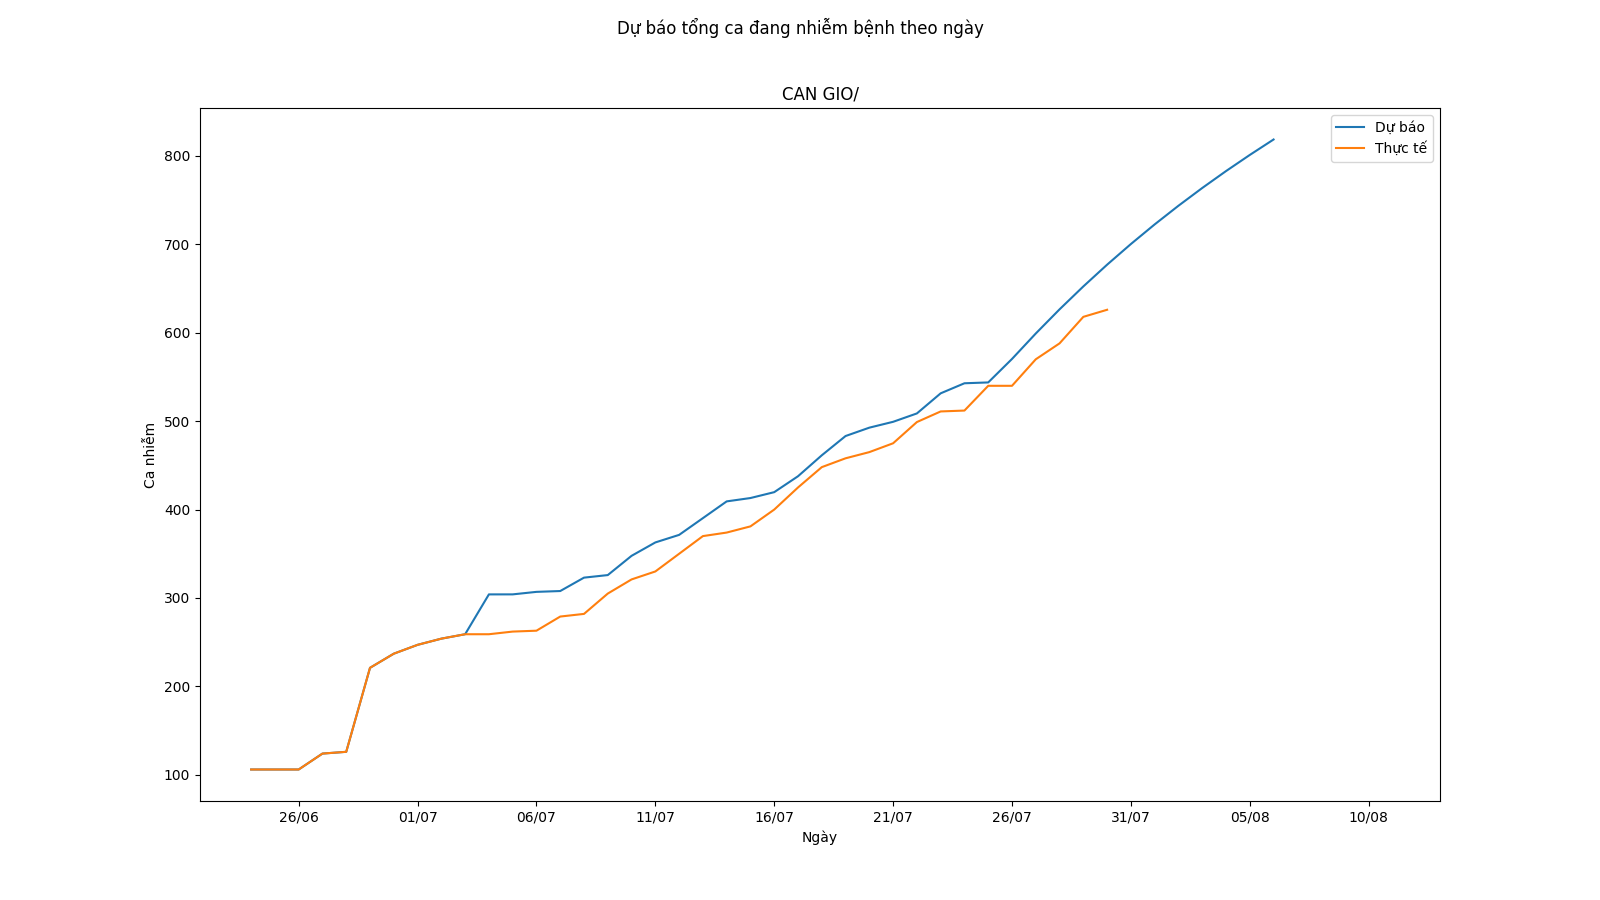 Dự báo tổng ca đang nhiễm bệnh theo ngày
CAN GIO/
Dự báo
Thực tế
800
700
600
500
400
300
200
100
Ca nhiễm
26/06 01/07 06/07 11/07 16/07 21/07 26/07 31/07 05/08 10/08
Ngày